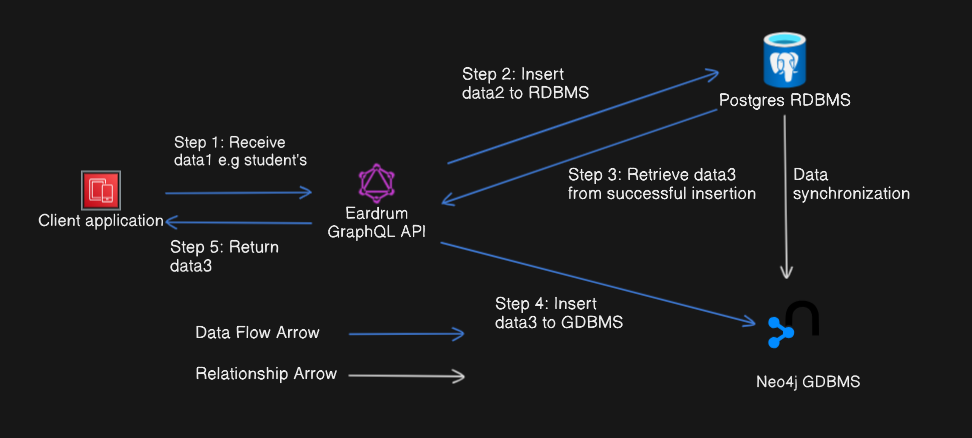 Step 2: Insert
data2 to RDBMS
Postgres RDBMS
Step 1: Receive
data1 e.g student's
Step 3: Retrieve data3
from successful insertion
Data
synchronization
Client application
Eardrum
GraphQL API
Step 5: Return
data3
Step 4: Insert
data3 to GDBMS
Data Flow Arrow
Relationship Arrow
Neo4j GDBMS